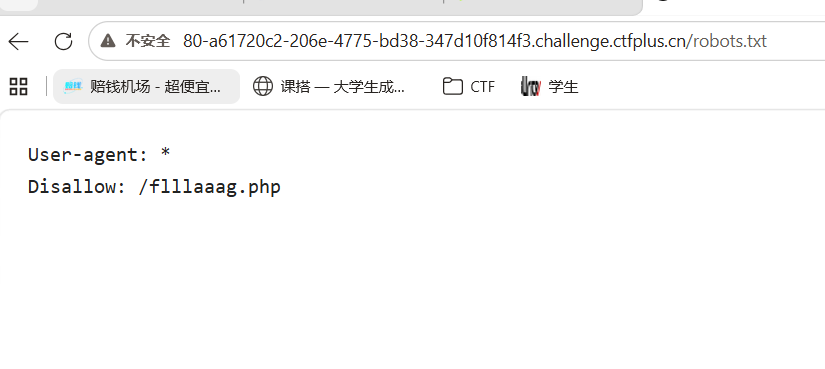 不安全 80-a61720c2-206e-4775-bd38-347d10f814f3.challenge.ctfplus.cn/robots.txt
赔钱机场 - 超便宜... 课搭 — 大学生成... CTF 学生
User-agent: *
Disallow: /flllaaag.php